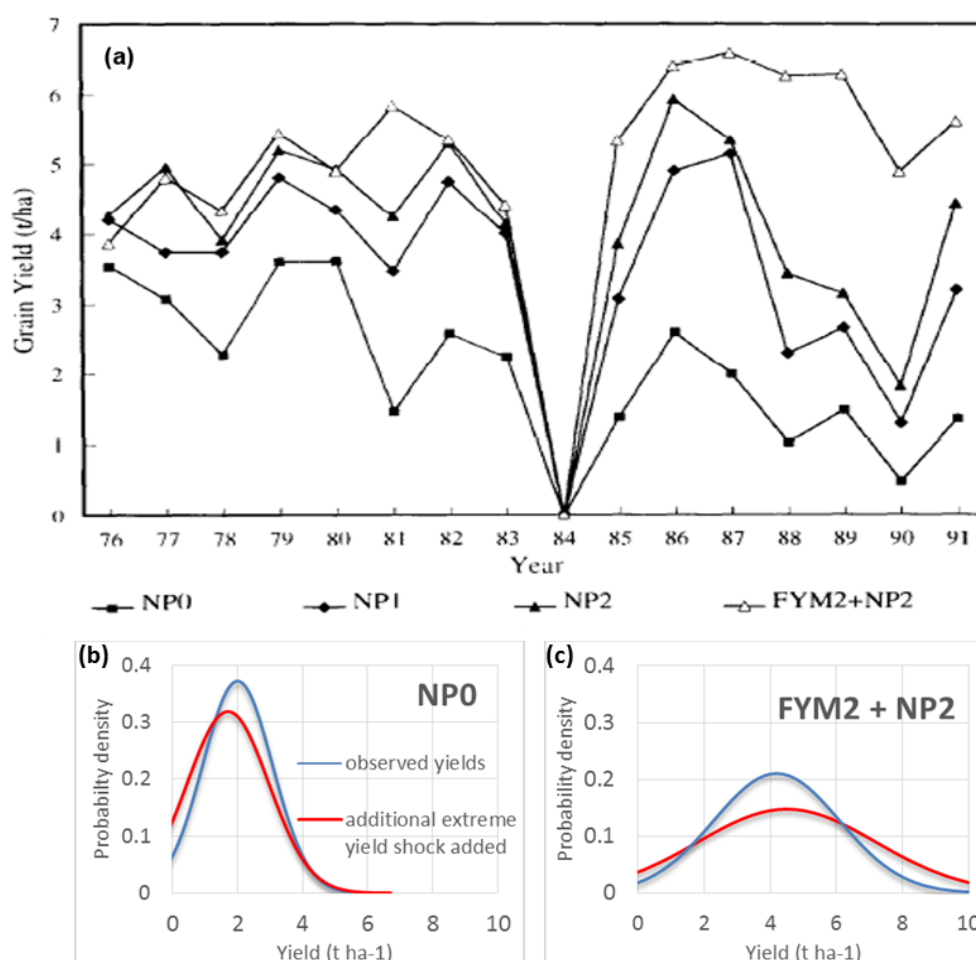 (a)
Grain Yield (t/ha)
7
6
5
4
3
2
1
0
76 77 78 79 80 81 82 83 84 85 86 87 88 89 90 91
Year
NP0 NP1 NP2 FYM2+NP2
(b)
NP0
Probability density
0.4
0.3
0.2
0.1
0
observed yields
additional extreme
yield shock added
0 2 4 6 8 10
Yield (t ha-1)
(c)
FYM2 + NP2
Probability density
0.4
0.3
0.2
0.1
0
0 2 4 6 8 10
Yield (t ha-1)